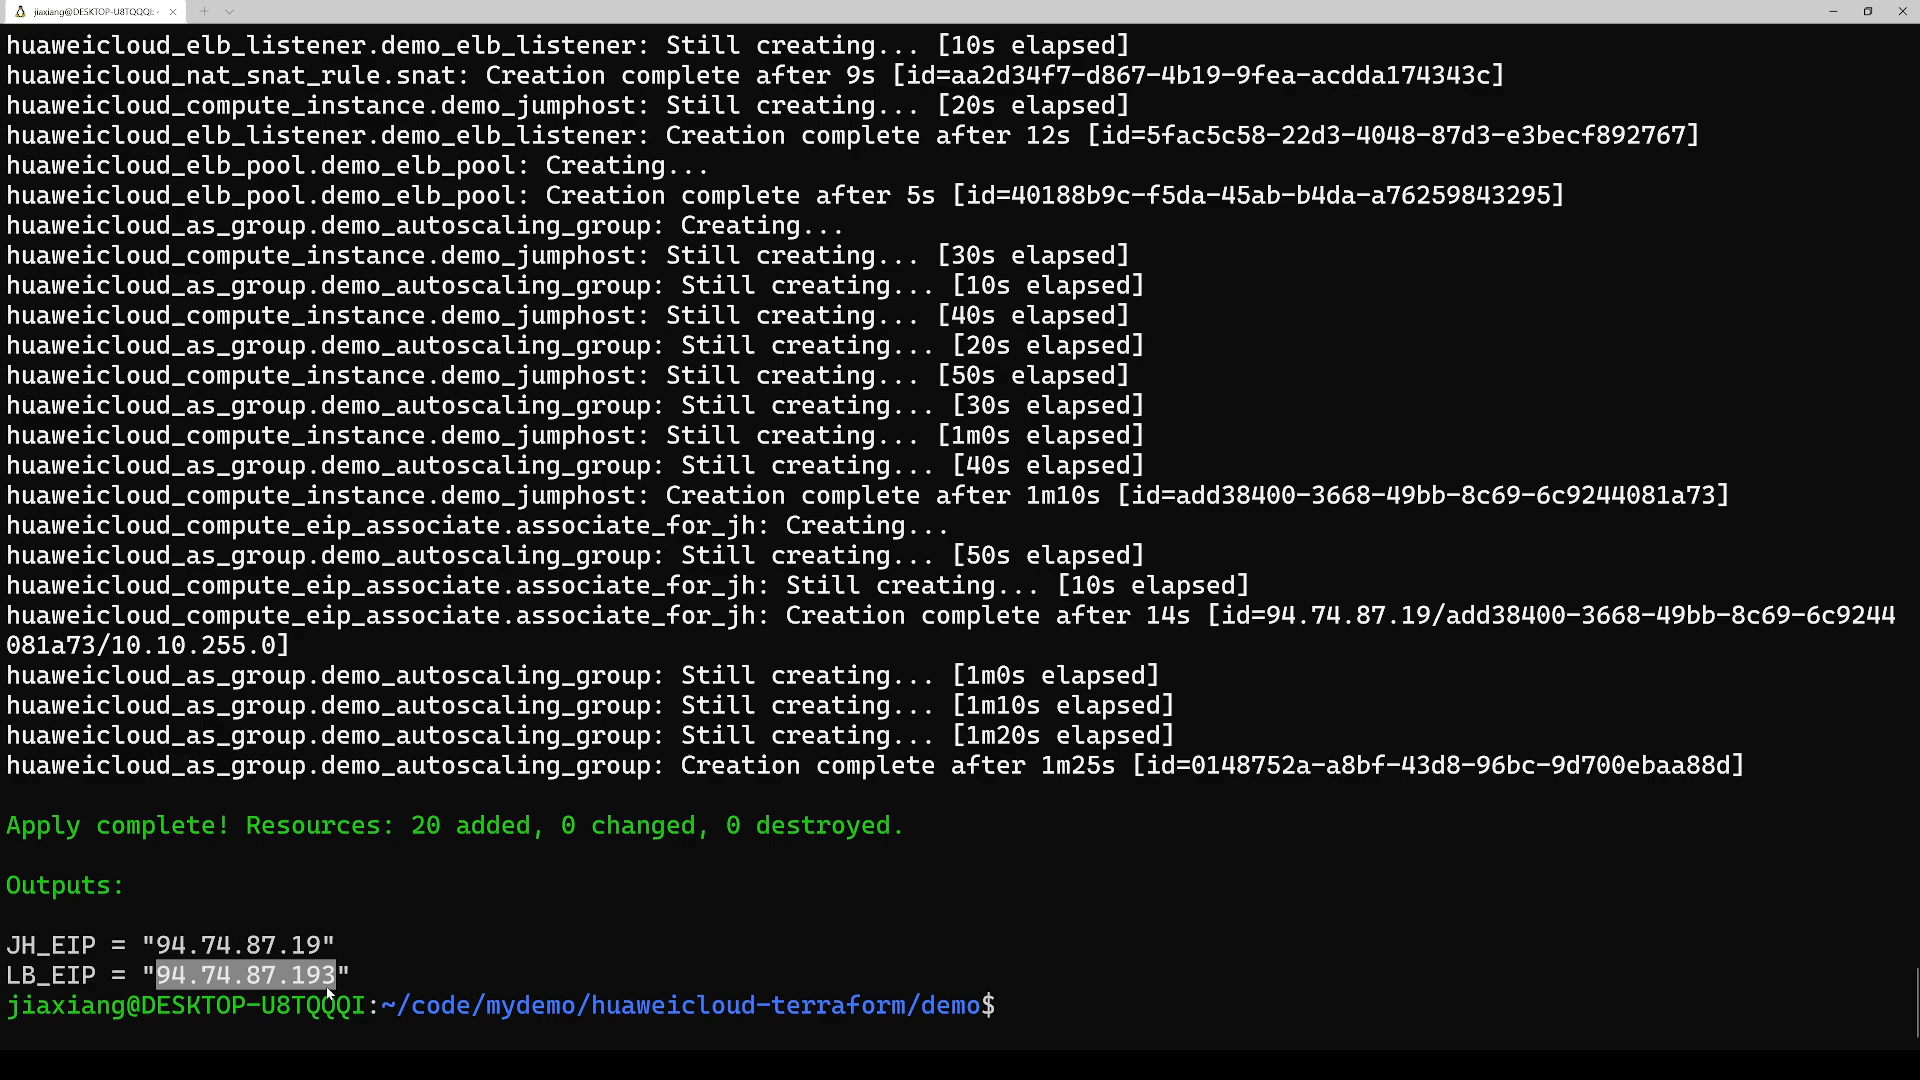 jiaxiang@DESKTOP-U8TQQQI: ~
huaweicloud_elb_listener.demo_elb_listener: Still creating... [10s elapsed]
huaweicloud_nat_snat_rule.snat: Creation complete after 9s [id=aa2d34f7-d867-4b19-9fea-acdda174343c]
huaweicloud_compute_instance.demo_jumphost: Still creating... [20s elapsed]
huaweicloud_elb_listener.demo_elb_listener: Creation complete after 12s [id=5fac5c58-22d3-4048-87d3-e3becf892767]
huaweicloud_elb_pool.demo_elb_pool: Creating...
huaweicloud_elb_pool.demo_elb_pool: Creation complete after 5s [id=40188b9c-f5da-45ab-b4da-a76259843295]
huaweicloud_as_group.demo_autoscaling_group: Creating...
huaweicloud_compute_instance.demo_jumphost: Still creating... [30s elapsed]
huaweicloud_as_group.demo_autoscaling_group: Still creating... [10s elapsed]
huaweicloud_compute_instance.demo_jumphost: Still creating... [40s elapsed]
huaweicloud_as_group.demo_autoscaling_group: Still creating... [20s elapsed]
huaweicloud_compute_instance.demo_jumphost: Still creating... [50s elapsed]
huaweicloud_as_group.demo_autoscaling_group: Still creating... [30s elapsed]
huaweicloud_compute_instance.demo_jumphost: Still creating... [1m0s elapsed]
huaweicloud_as_group.demo_autoscaling_group: Still creating... [40s elapsed]
huaweicloud_compute_instance.demo_jumphost: Creation complete after 1m10s [id=add38400-3668-49bb-8c69-6c9244081a73]
huaweicloud_compute_eip_associate.associate_for_jh: Creating...
huaweicloud_as_group.demo_autoscaling_group: Still creating... [50s elapsed]
huaweicloud_compute_eip_associate.associate_for_jh: Still creating... [10s elapsed]
huaweicloud_compute_eip_associate.associate_for_jh: Creation complete after 14s [id=94.74.87.19/add38400-3668-49bb-8c69-6c9244
081a73/10.10.255.0]
huaweicloud_as_group.demo_autoscaling_group: Still creating... [1m0s elapsed]
huaweicloud_as_group.demo_autoscaling_group: Still creating... [1m10s elapsed]
huaweicloud_as_group.demo_autoscaling_group: Still creating... [1m20s elapsed]
huaweicloud_as_group.demo_autoscaling_group: Creation complete after 1m25s [id=0148752a-a8bf-43d8-96bc-9d700ebaa88d]
Apply complete! Resources: 20 added, 0 changed, 0 destroyed.
Outputs:
JH_EIP = "94.74.87.19"
LB_EIP = "94.74.87.193"
jiaxiang@DESKTOP-U8TQQQI:~/code/mydemo/huaweicloud-terraform/demo$